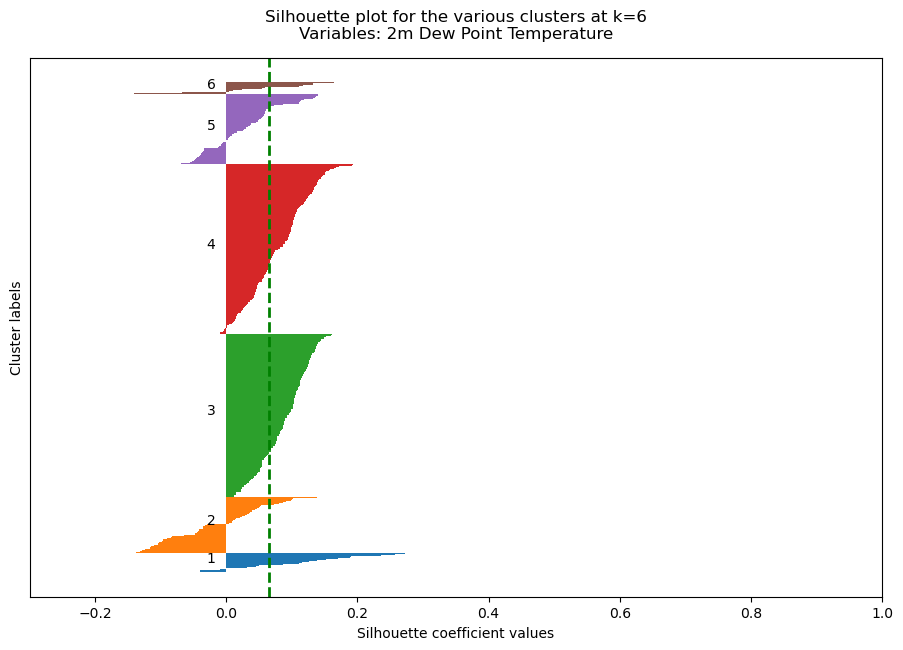 Silhouette plot for the various clusters at k=6
Variables: 2m Dew Point Temperature
6
5
4
3
2
1
Cluster labels
−0.2 0.0 0.2 0.4 0.6 0.8 1.0
Silhouette coefficient values